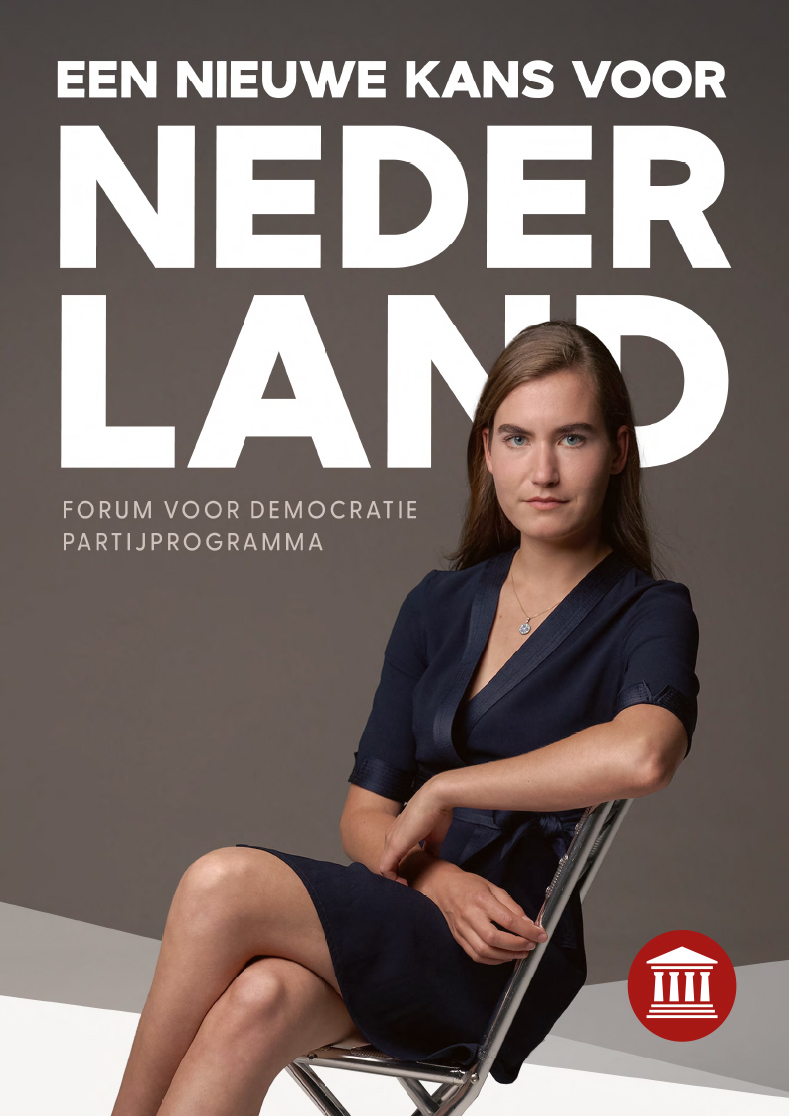 EEN NIEUWE KANS VOOR
NEDER
LAND
FORUM VOOR DEMOCRATIE
PARTIJPROGRAMMA